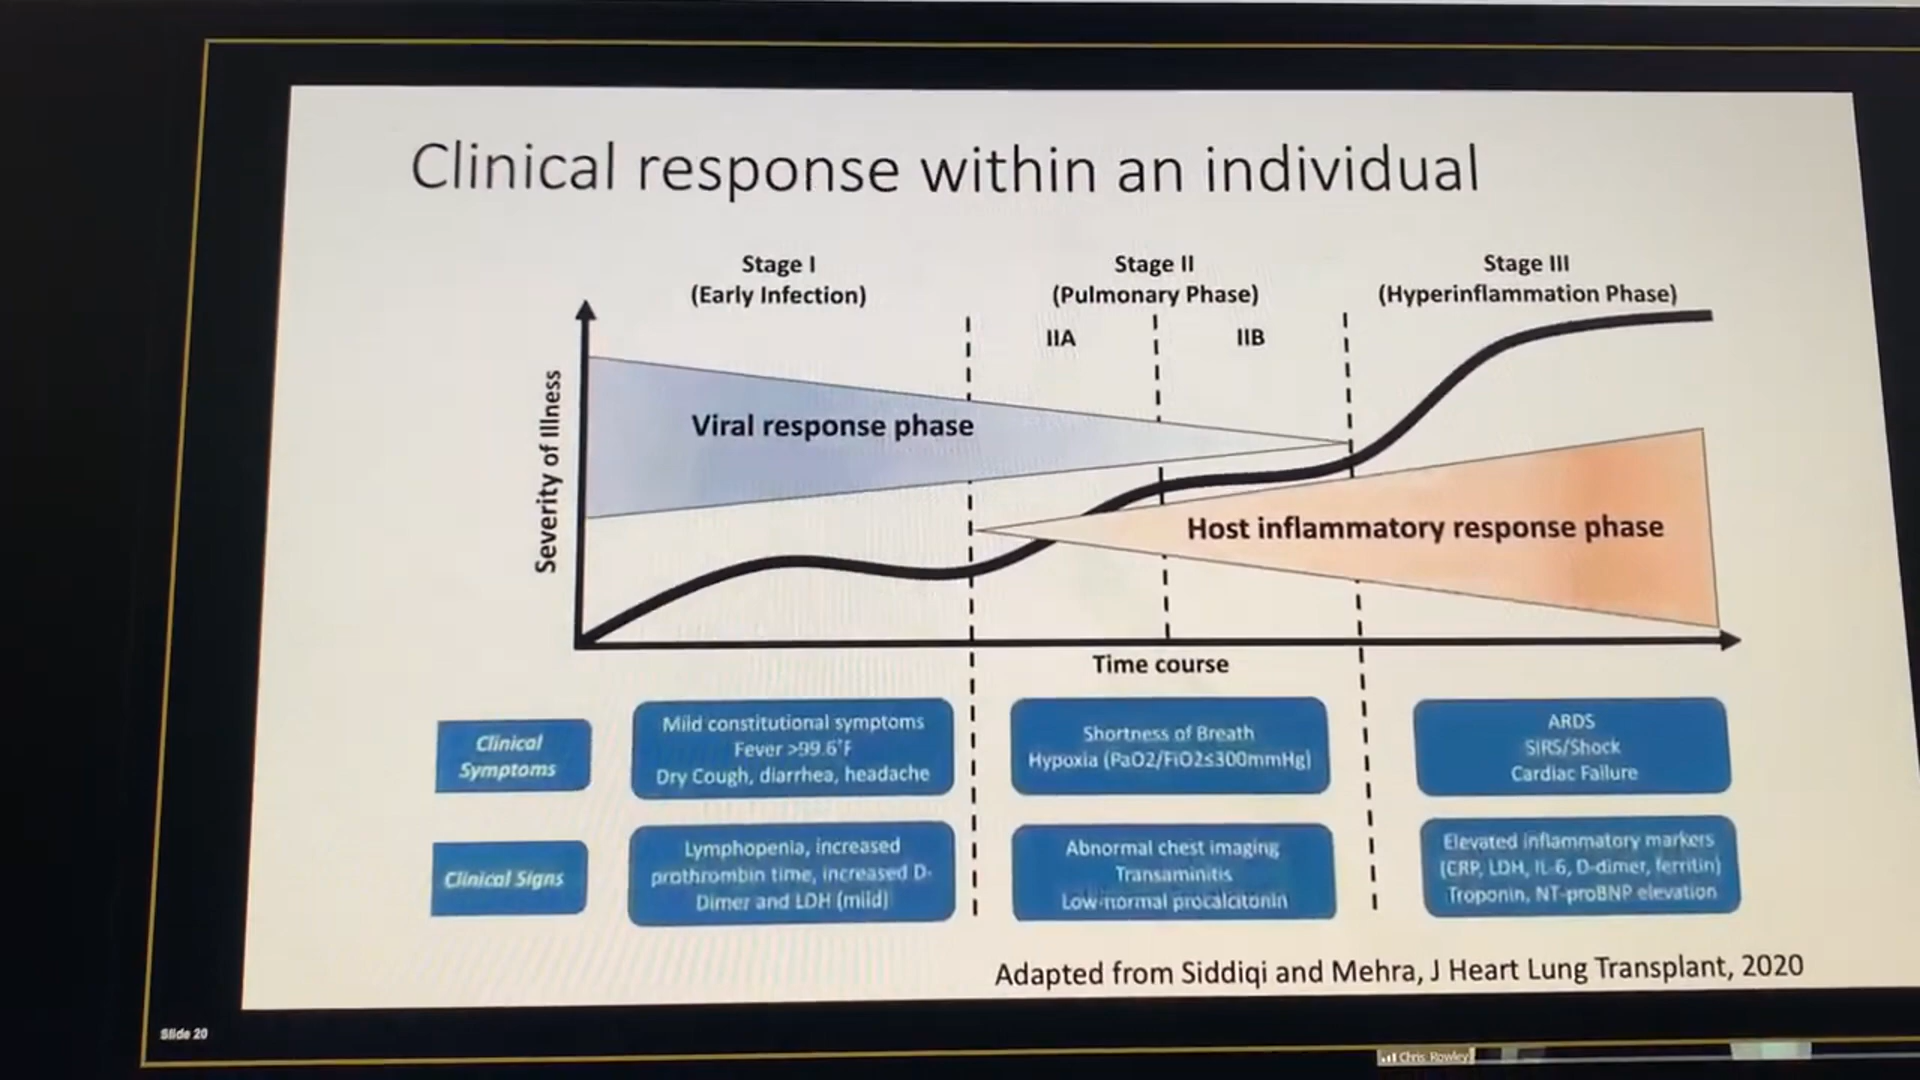 Clinical response within an individual
Stage I
(Early Infection)
Stage II
(Pulmonary Phase)
Stage III
(Hyperinflammation Phase)
IIA
IIB
Severity of Illness
Viral response phase
Host inflammatory response phase
Time course
Clinical
Symptoms
Mild constitutional symptoms
Fever >99.6°F
Dry Cough, diarrhea, headache
Shortness of Breath
Hypoxia (PaO2/FiO2≤300mmHg)
ARDS
SIRS/Shock
Cardiac Failure
Clinical Signs
Lymphopenia, increased
prothrombin time, increased D-
Dimer and LDH (mild)
Abnormal chest imaging
Transaminitis
Low-normal procalcitonin
Elevated inflammatory markers
(CRP, LDH, IL-6, D-dimer, ferritin)
Troponin, NT-proBNP elevation
Adapted from Siddiqi and Mehra, J Heart Lung Transplant, 2020
Slide 20
Chris Rowley